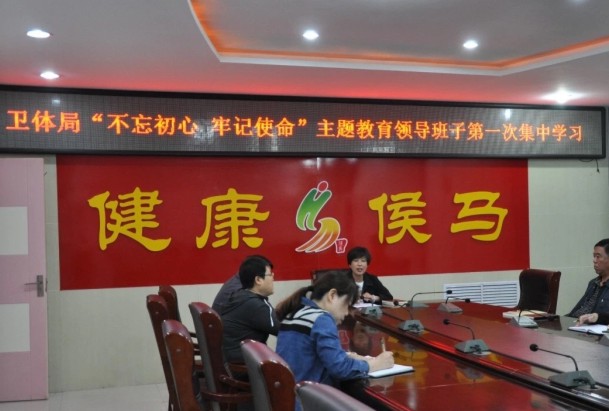 卫体局“不忘初心 牢记使命”主题教育领导班子第一次集中学习
健康 侯马